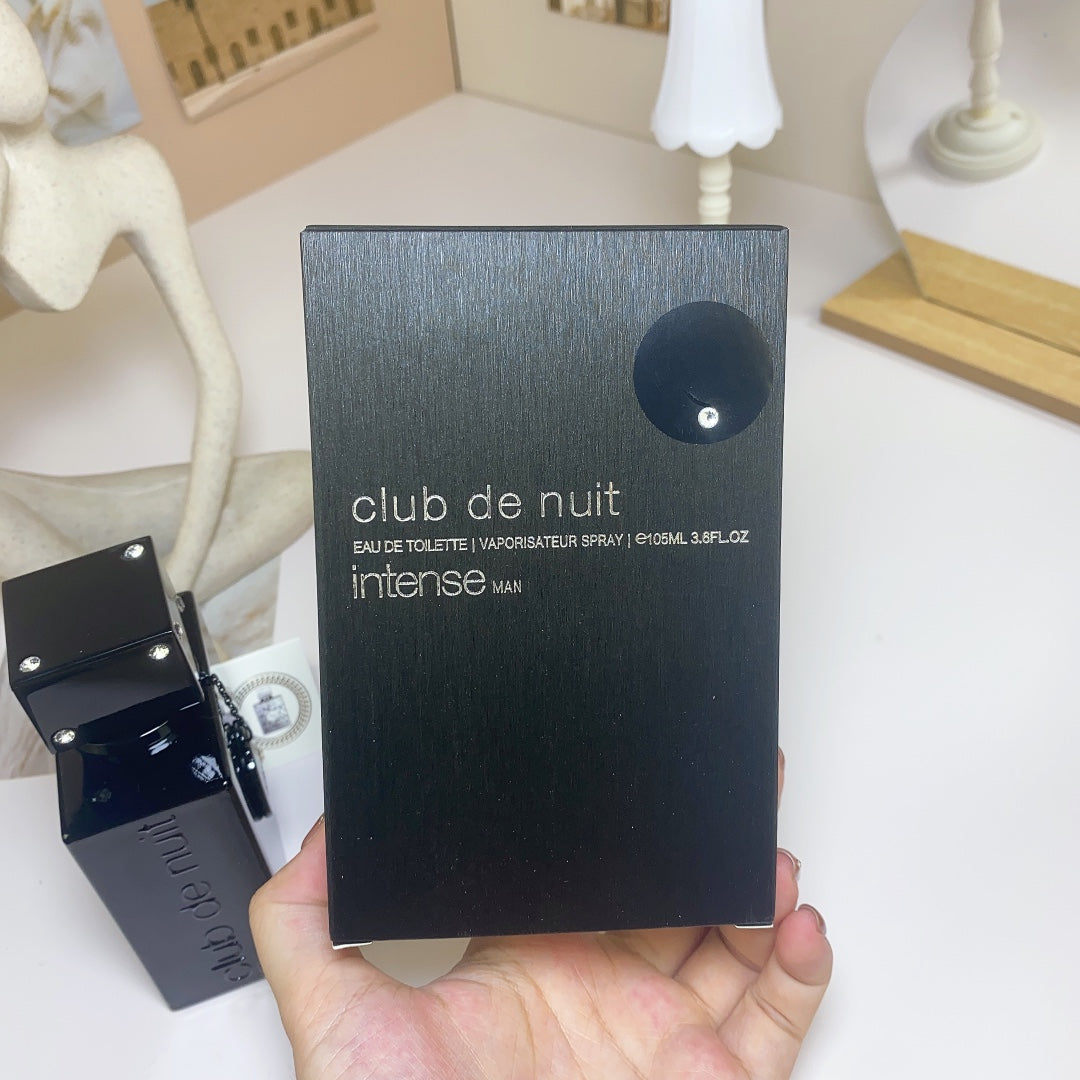 club de nuit
EAU DE TOILETTE | VAPORISATEUR SPRAY | ℮105ML 3.6FL.OZ
intense MAN
club de nuit